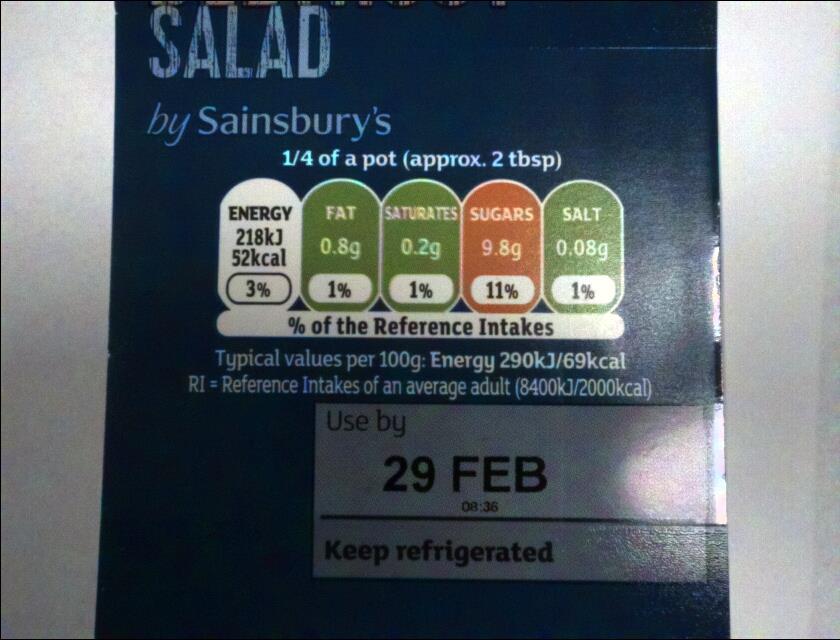 SALAD
by Sainsbury's
1/4 of a pot (approx. 2 tbsp)
ENERGY FAT SATURATES SUGARS SALT
218kJ 0.8g 0.2g 9.8g 0.08g
52kcal
3% 1% 1% 11% 1%
% of the Reference Intakes
Typical values per 100g: Energy 290kJ/69kcal
RI = Reference Intakes of an average adult (8400kJ/2000kcal)
Use by
29 FEB
08:36
Keep refrigerated